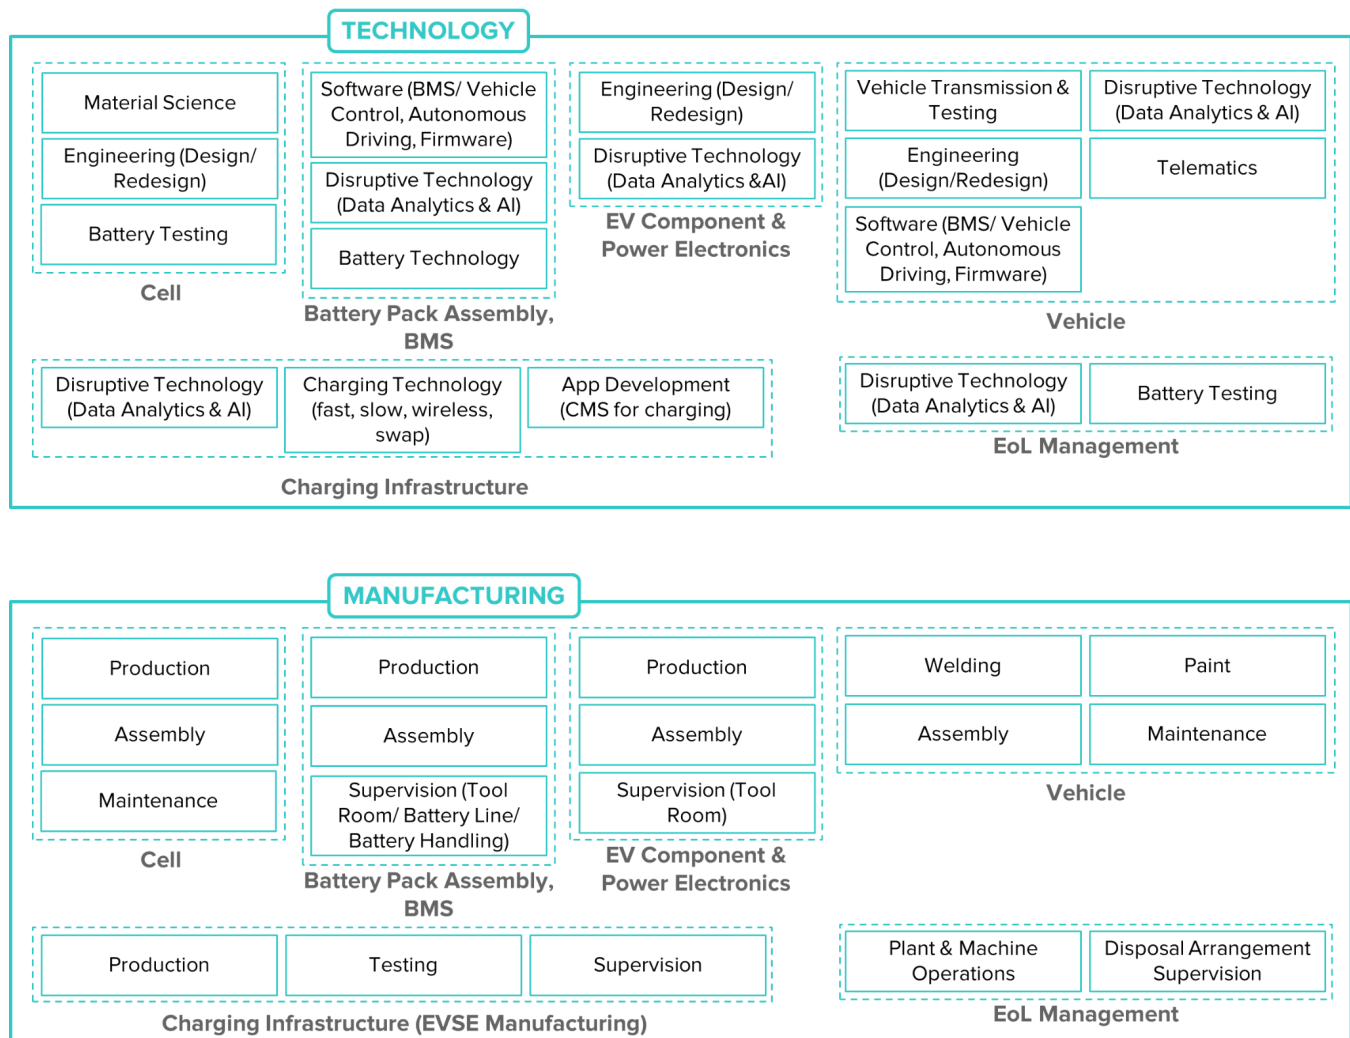 TECHNOLOGY
Material Science
Engineering (Design/
Redesign)
Battery Testing
Cell
Software (BMS/ Vehicle
Control, Autonomous
Driving, Firmware)
Disruptive Technology
(Data Analytics & AI)
Battery Technology
Battery Pack Assembly,
BMS
Engineering (Design/
Redesign)
Disruptive Technology
(Data Analytics &AI)
EV Component &
Power Electronics
Vehicle Transmission &
Testing
Disruptive Technology
(Data Analytics & AI)
Engineering
(Design/Redesign)
Telematics
Software (BMS/ Vehicle
Control, Autonomous
Driving, Firmware)
Vehicle
Disruptive Technology
(Data Analytics & AI)
Charging Technology
(fast, slow, wireless,
swap)
App Development
(CMS for charging)
Charging Infrastructure
Disruptive Technology
(Data Analytics & AI)
Battery Testing
EoL Management
MANUFACTURING
Production
Assembly
Maintenance
Cell
Production
Assembly
Supervision (Tool
Room/ Battery Line/
Battery Handling)
Battery Pack Assembly,
BMS
Production
Assembly
Supervision (Tool
Room)
EV Component &
Power Electronics
Welding
Paint
Assembly
Maintenance
Vehicle
Production
Testing
Supervision
Charging Infrastructure (EVSE Manufacturing)
Plant & Machine
Operations
Disposal Arrangement
Supervision
EoL Management